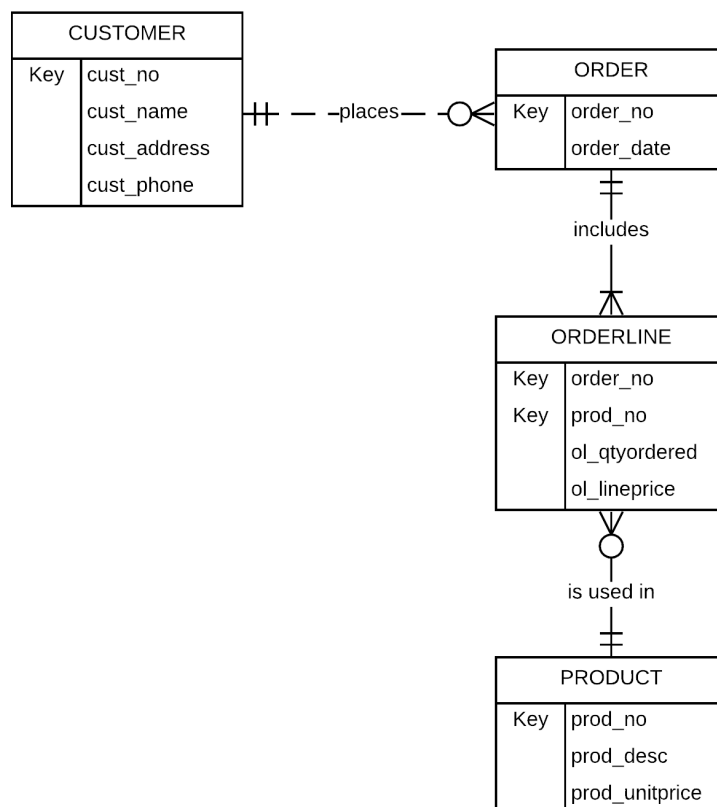 CUSTOMER
Key cust_no
cust_name
cust_address
cust_phone
places
ORDER
Key order_no
order_date
includes
ORDERLINE
Key order_no
Key prod_no
ol_qtyordered
ol_lineprice
is used in
PRODUCT
Key prod_no
prod_desc
prod_unitprice